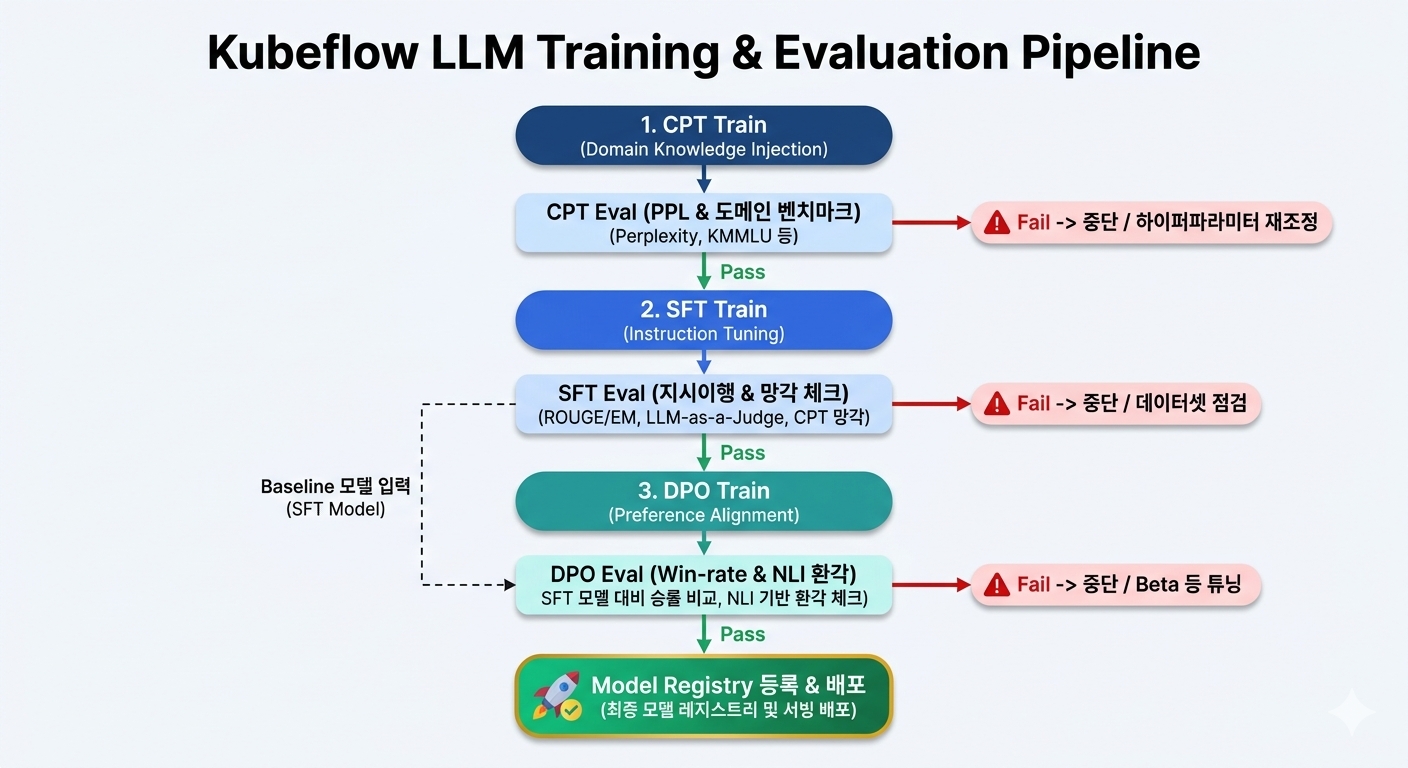 Kubeflow LLM Training & Evaluation Pipeline
1. CPT Train
(Domain Knowledge Injection)
CPT Eval (PPL & 도메인 벤치마크)
(Perplexity, KMMLU 등)
Fail -> 중단 / 하이퍼파라미터 재조정
Pass
2. SFT Train
(Instruction Tuning)
SFT Eval (지시이행 & 망각 체크)
(ROUGE/EM, LLM-as-a-Judge, CPT 망각)
Fail -> 중단 / 데이터셋 점검
Pass
Baseline 모델 입력
(SFT Model)
3. DPO Train
(Preference Alignment)
DPO Eval (Win-rate & NLI 환각)
SFT 모델 대비 승롤 비교, NLI 기반 환각 체크)
Fail -> 중단 / Beta 등 튜닝
Pass
Model Registry 등록 & 배포
(최종 모델 레지스트리 및 서빙 배포)